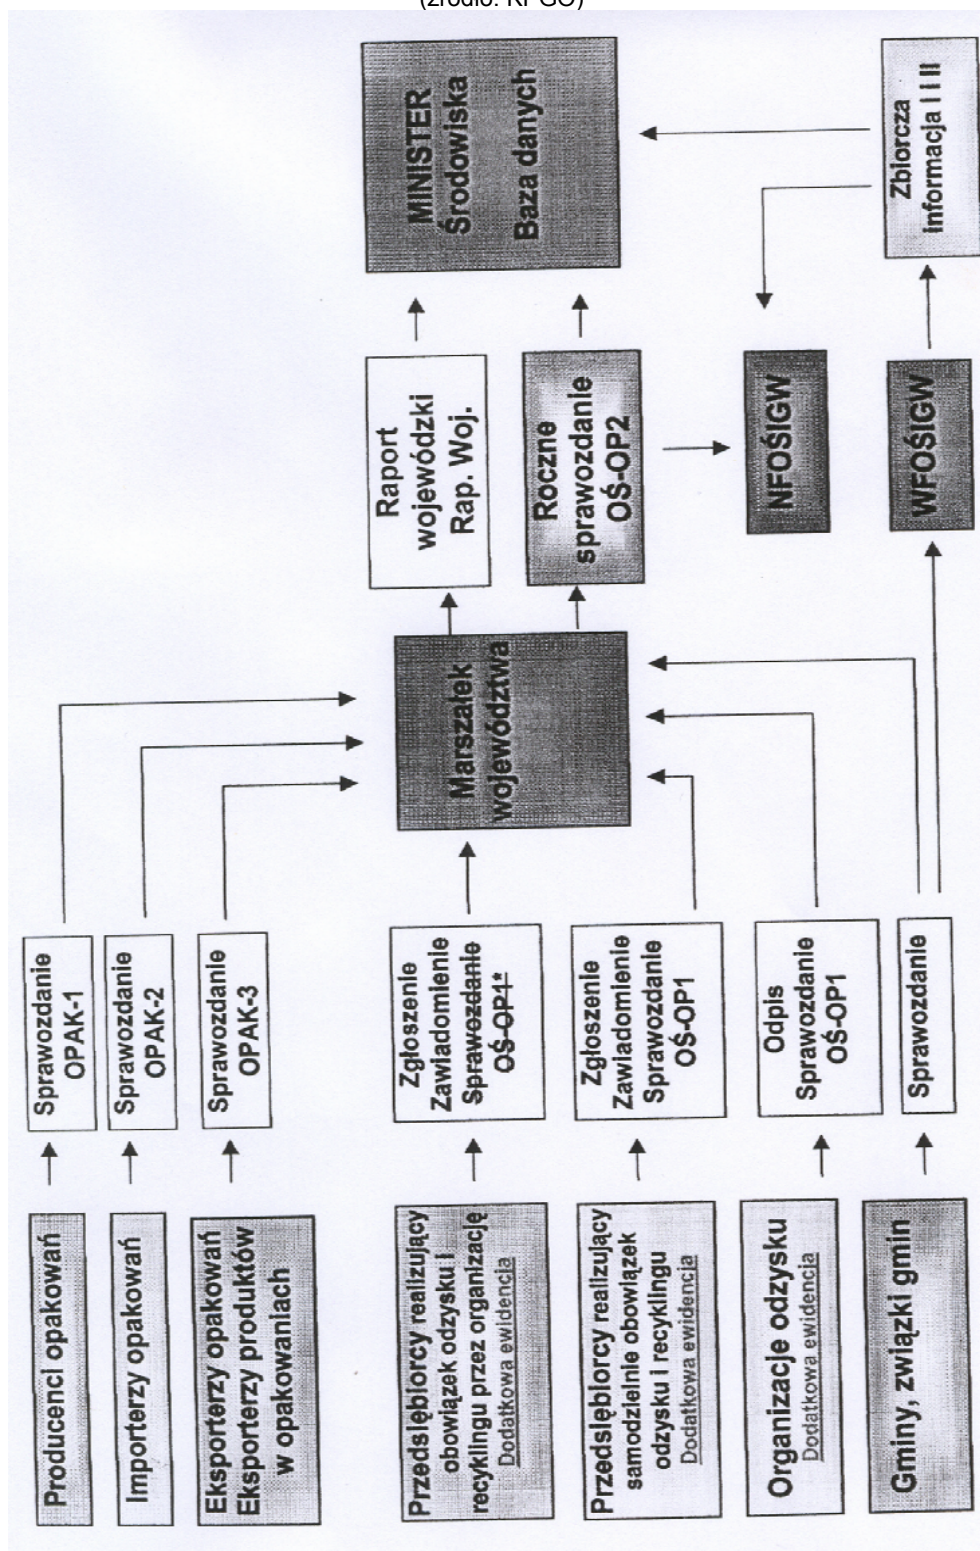 (źródło: KPGO)
Producenci opakowań
Importerzy opakowań
Eksporterzy opakowań
Eksporterzy produktów
w opakowaniach
Przedsiębiorcy realizujący
obowiązek odzysku i
recyklingu przez organizację
Dodatkowa ewidencja
Przedsiębiorcy realizujący
samodzielnie obowiązek
odzysku i recyklingu
Dodatkowa ewidencja
Organizacje odzysku
Dodatkowa ewidencja
Gminy, związki gmin
Sprawozdanie
OPAK-1
Sprawozdanie
OPAK-2
Sprawozdanie
OPAK-3
Zgłoszenie
Zawiadomienie
Sprawozdanie
OŚ-OP1*
Zgłoszenie
Zawiadomienie
Sprawozdanie
OŚ-OP1
Odpis
Sprawozdanie
OŚ-OP1
Sprawozdanie
Marszałek
województwa
Raport
wojewódzki
Rap. Woj.
Roczne
sprawozdanie
OŚ-OP2
NFOŚIGW
WFOŚIGW
MINISTER
Środowiska
Baza danych
Zbiorcza
informacja I i II